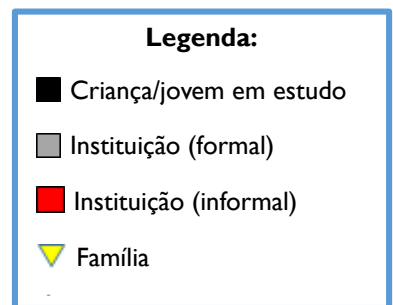 Legenda:
Criança/jovem em estudo
Instituição (formal)
Instituição (informal)
Família